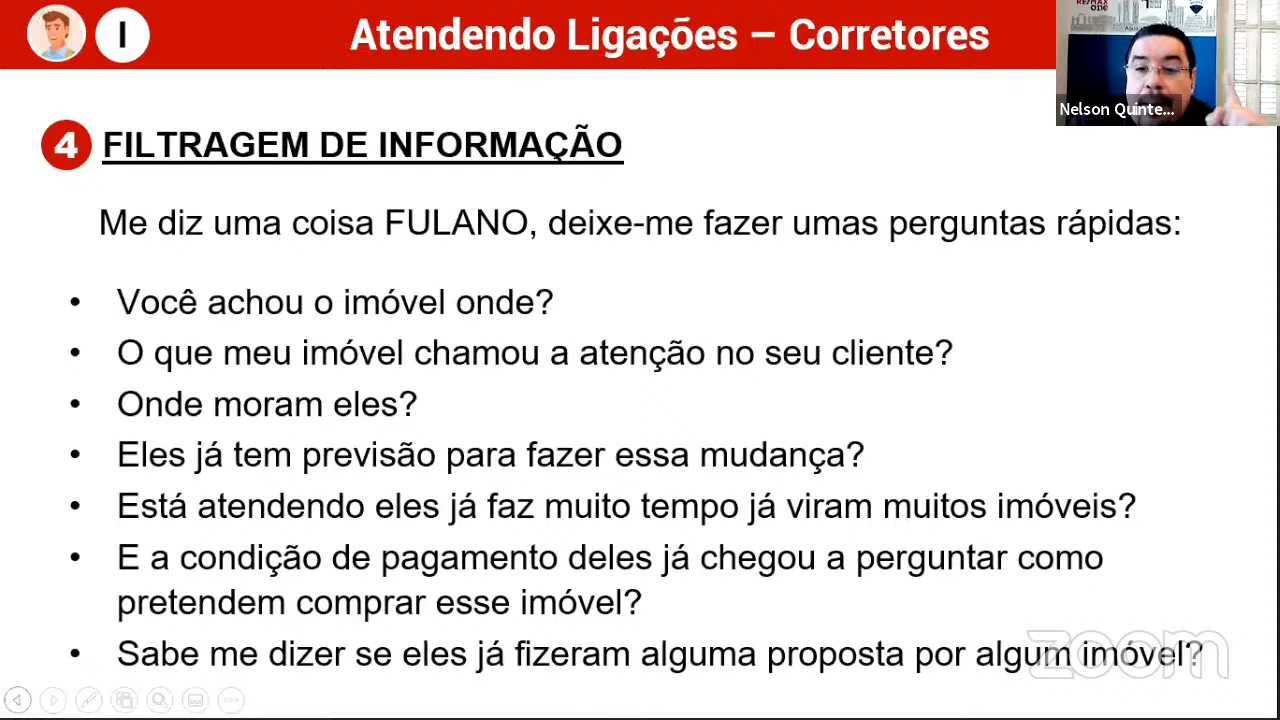 I
Atendendo Ligações – Corretores
RE/MAX
one
Nelson Quinte...
4 FILTRAGEM DE INFORMAÇÃO
Me diz uma coisa FULANO, deixe-me fazer umas perguntas rápidas:
• Você achou o imóvel onde?
• O que meu imóvel chamou a atenção no seu cliente?
• Onde moram eles?
• Eles já tem previsão para fazer essa mudança?
• Está atendendo eles já faz muito tempo já viram muitos imóveis?
• E a condição de pagamento deles já chegou a perguntar como
pretendem comprar esse imóvel?
• Sabe me dizer se eles já fizeram alguma proposta por algum imóvel?
zoom